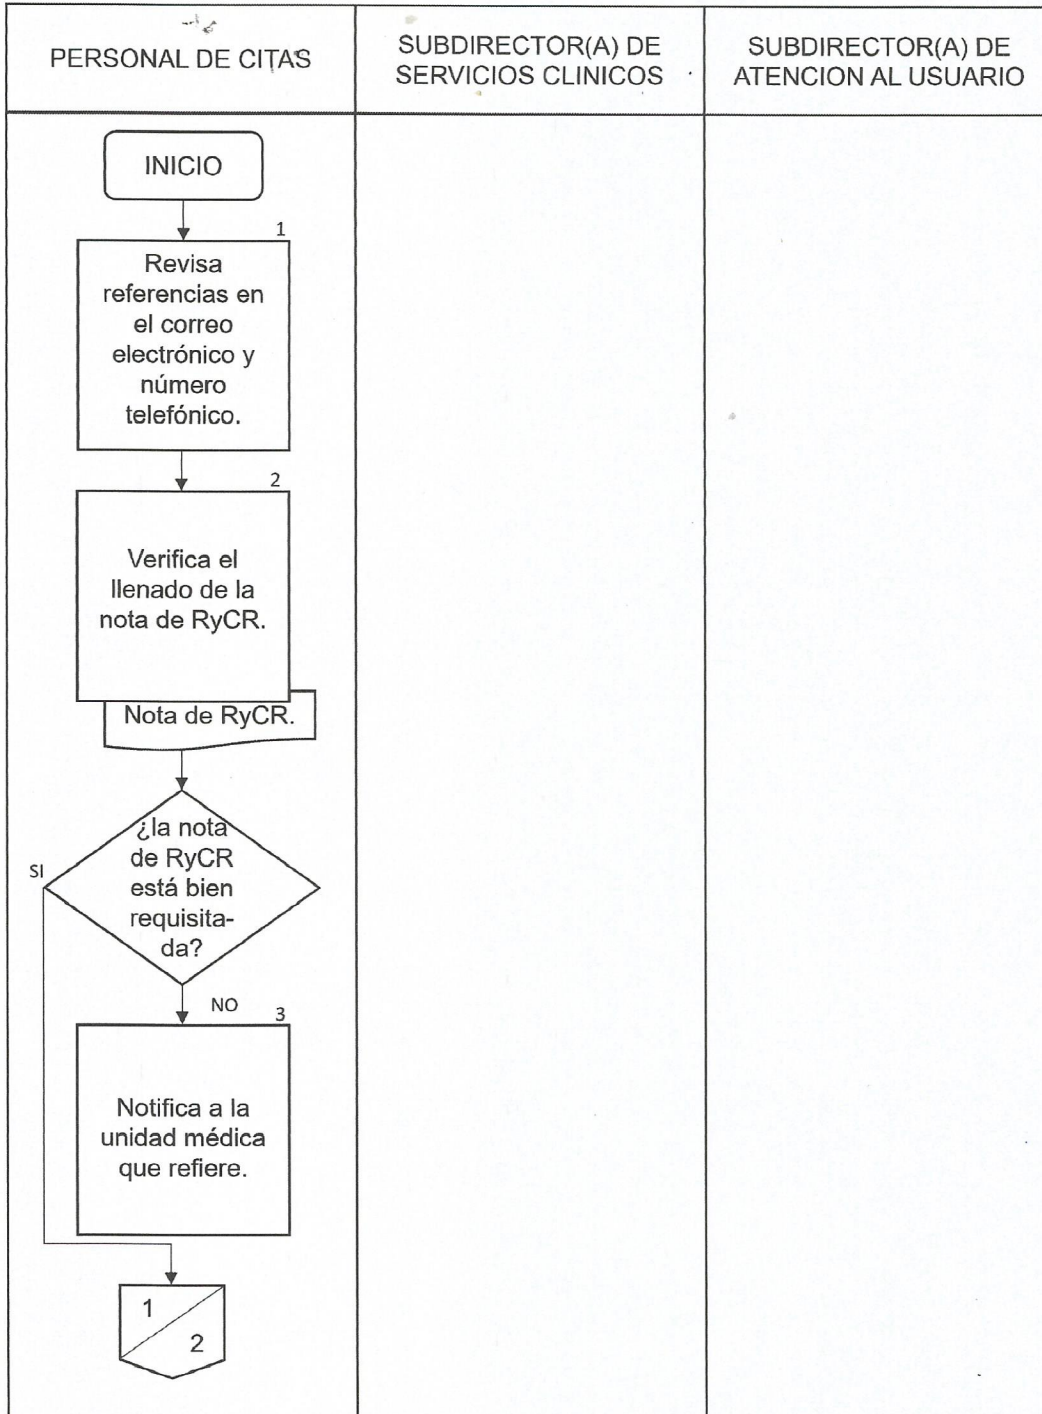 PERSONAL DE CITAS
SUBDIRECTOR(A) DE
SERVICIOS CLINICOS
SUBDIRECTOR(A) DE
ATENCION AL USUARIO
INICIO
1
Revisa
referencias en
el correo
electrónico y
número
telefónico.
2
Verifica el
llenado de la
nota de RyCR.
Nota de RyCR.
¿la nota
de RyCR
está bien
requisita-
da?
SI
NO
3
Notifica a la
unidad médica
que refiere.
1
2